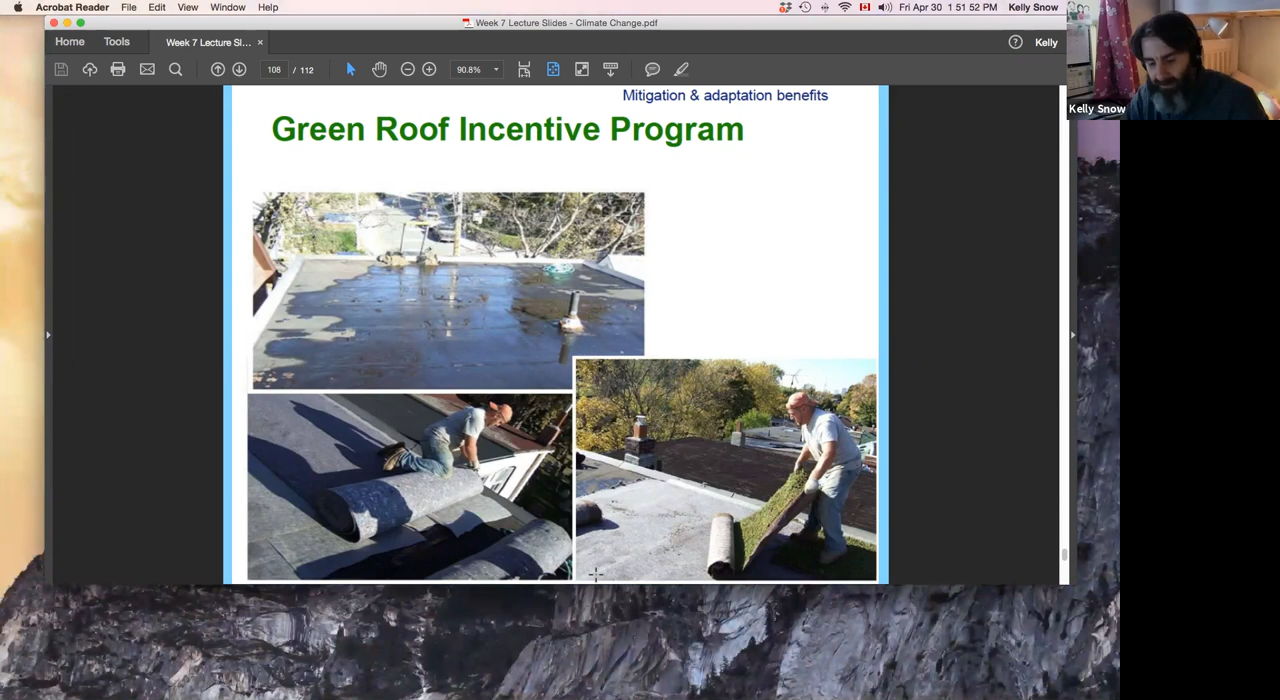 Acrobat Reader File Edit View Window Help
Fri Apr 30 1 51 52 PM Kelly Snow
Week 7 Lecture Slides - Climate Change.pdf
Home Tools Week 7 Lecture Sl... × Kelly
108 / 112 90.8%
Kelly Snow
Mitigation & adaptation benefits
Green Roof Incentive Program